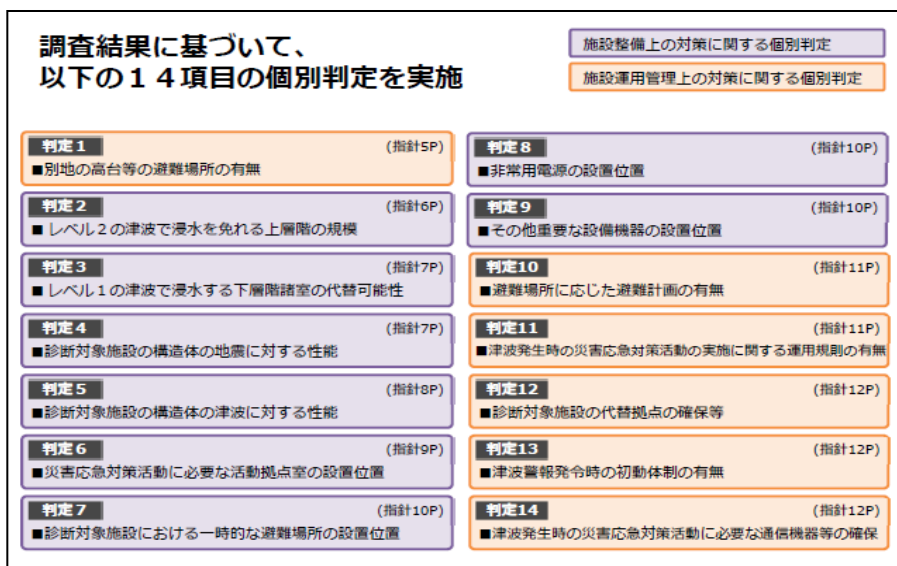 調査結果に基づいて、
以下の１４項目の個別判定を実施
施設整備上の対策に関する個別判定
施設運用管理上の対策に関する個別判定
判定1 (指針5P)
■別地の高台等の避難場所の有無
判定2 (指針6P)
■ レベル２の津波で浸水を免れる上層階の規模
判定3 (指針7P)
■ レベル１の津波で浸水する下層階諸室の代替可能性
判定4 (指針7P)
■診断対象施設の構造体の地震に対する性能
判定5 (指針8P)
■診断対象施設の構造体の津波に対する性能
判定6 (指針9P)
■災害応急対策活動に必要な活動拠点室の設置位置
判定7 (指針10P)
■診断対象施設における一時的な避難場所の設置位置
判定8 (指針10P)
■非常用電源の設置位置
判定9 (指針10P)
■その他重要な設備機器の設置位置
判定10 (指針11P)
■避難場所に応じた避難計画の有無
判定11 (指針11P)
■津波発生時の災害応急対策活動の実施に関する運用規則の有無
判定12 (指針12P)
■診断対象施設の代替拠点の確保等
判定13 (指針12P)
■津波警報発令時の初動体制の有無
判定14 (指針12P)
■津波発生時の災害応急対策活動に必要な通信機器等の確保